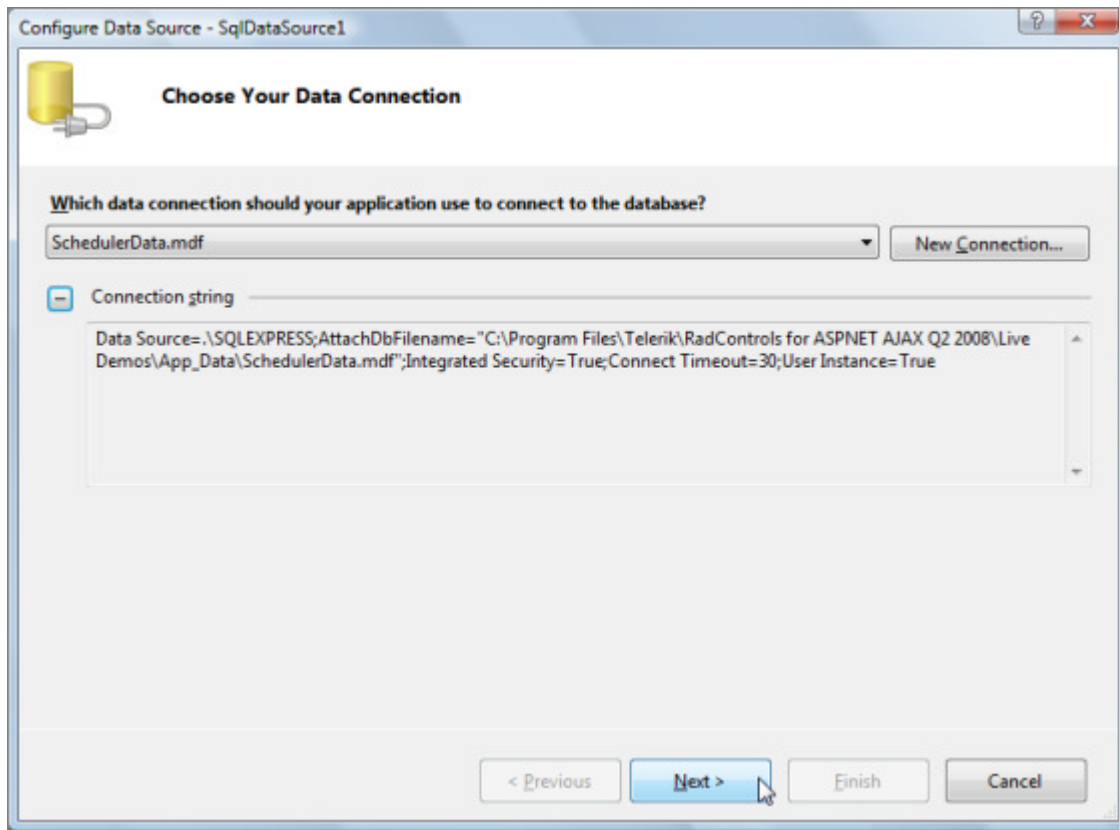 Configure Data Source - SqlDataSource1
Choose Your Data Connection
Which data connection should your application use to connect to the database?
SchedulerData.mdf
New Connection...
Connection string
Data Source=.\SQLEXPRESS;AttachDbFilename="C:\Program Files\Telerik\RadControls for ASPNET AJAX Q2 2008\Live
Demos\App_Data\SchedulerData.mdf";Integrated Security=True;Connect Timeout=30;User Instance=True
< Previous
Next >
Finish
Cancel